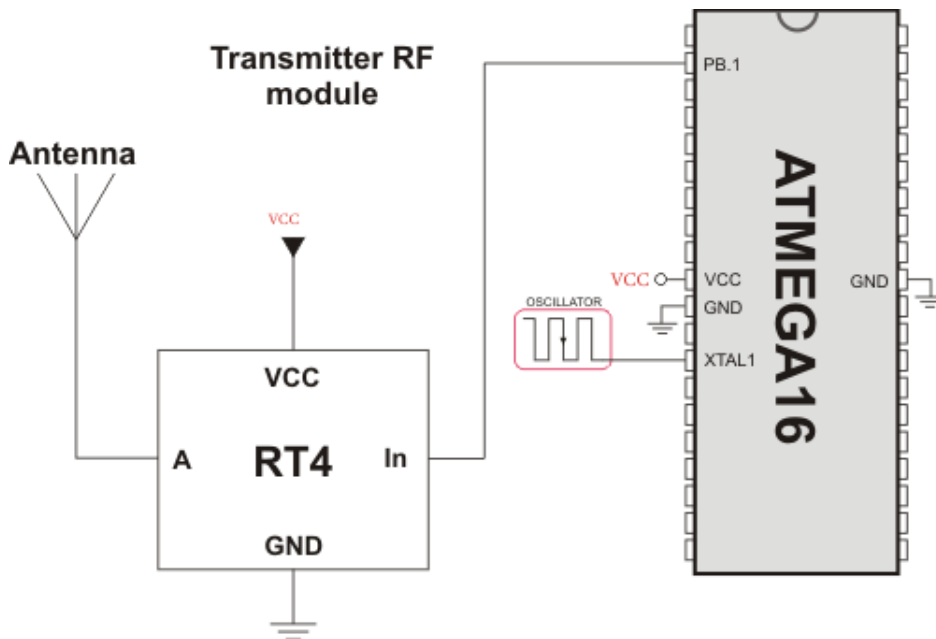 Transmitter RF
module
Antenna
VCC
VCC
RT4
A
In
GND
PB.1
VCC
VCC
GND
OSCILLATOR
XTAL1
GND
ATMEGA16